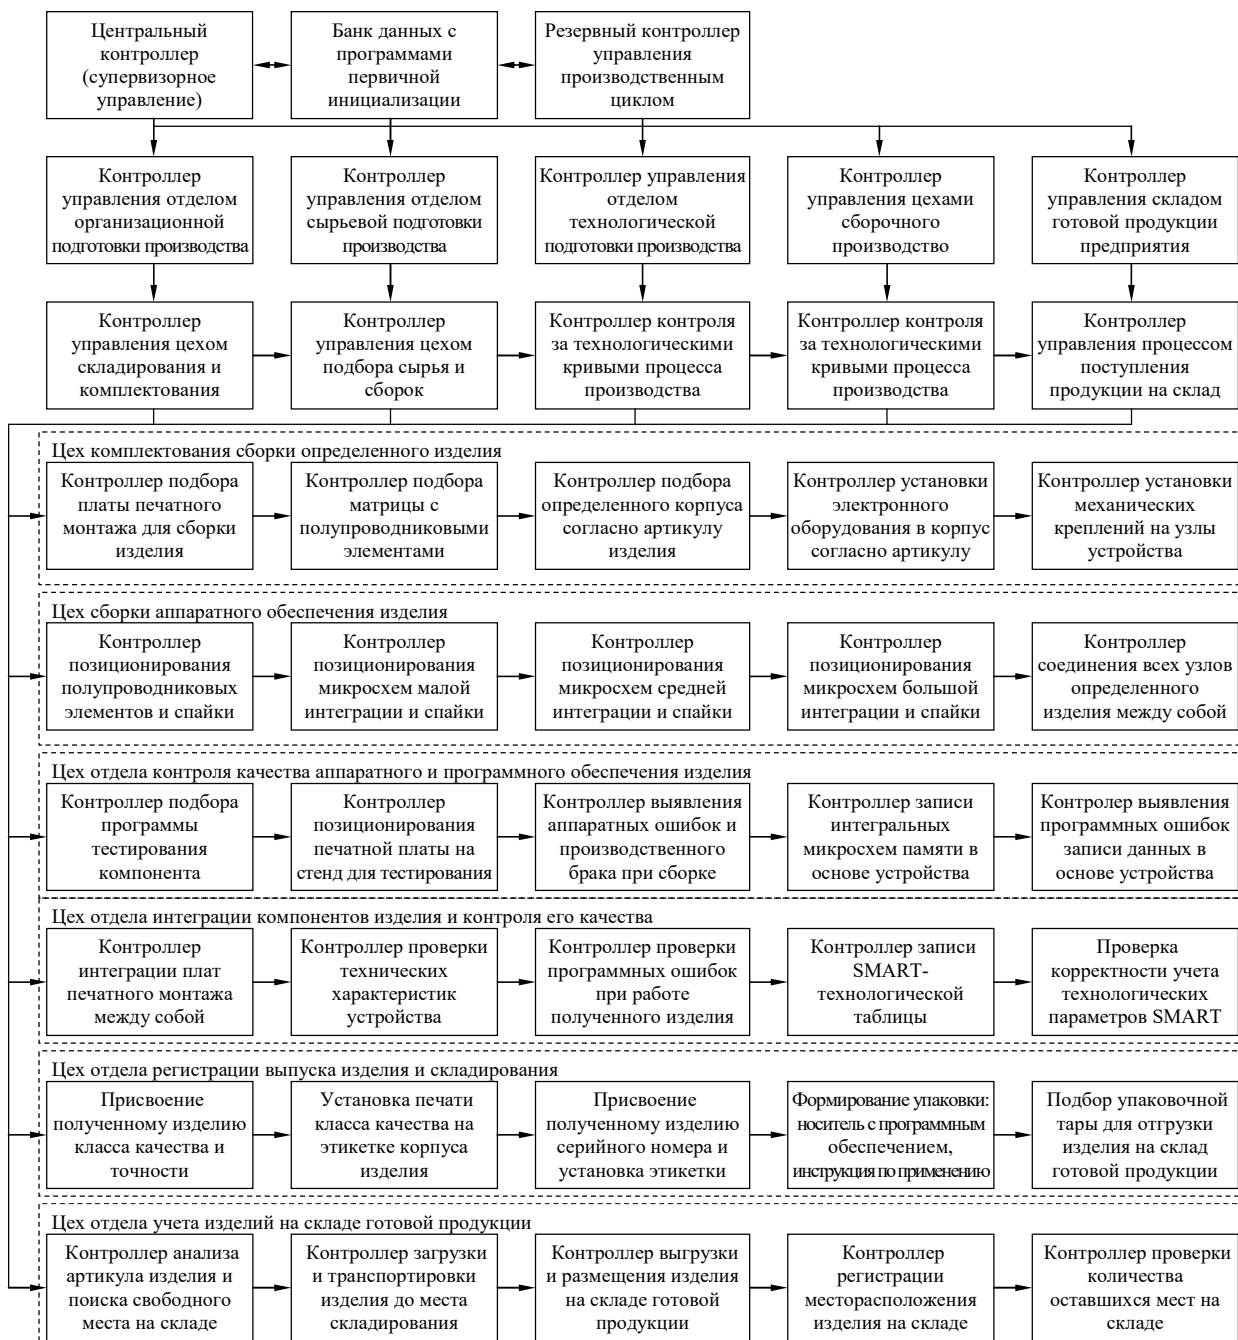 Центральный
контроллер
(супервизорное
управление)
Банк данных с
программами
первичной
инициализации
Резервный контроллер
управления
производственным
циклом
Контроллер
управления отделом
организационной
подготовки производства
Контроллер
управления отделом
сырьевой подготовки
производства
Контроллер управления
отделом
технологической
подготовки производства
Контроллер
управления цехами
сборочного
производство
Контроллер
управления складом
готовой продукции
предприятия
Контроллер
управления цехом
складирования и
комплектования
Контроллер
управления цехом
подбора сырья и
сборок
Контроллер контроля
за технологическими
кривыми процесса
производства
Контроллер контроля
за технологическими
кривыми процесса
производства
Контроллер
управления процессом
поступления
продукции на склад
Цех комплектования сборки определенного изделия
Контроллер подбора
платы печатного
монтажа для сборки
изделия
Контроллер подбора
матрицы с
полупроводниковыми
элементами
Контроллер подбора
определенного корпуса
согласно артикулу
изделия
Контроллер установки
электронного
оборудования в корпус
согласно артикулу
Контроллер установки
механических
креплений на узлы
устройства
Цех сборки аппаратного обеспечения изделия
Контроллер
позиционирования
полупроводниковых
элементов и спайки
Контроллер
позиционирования
микросхем малой
интеграции и спайки
Контроллер
позиционирования
микросхем средней
интеграции и спайки
Контроллер
позиционирования
микросхем большой
интеграции и спайки
Контроллер
соединения всех узлов
определенного
изделия между собой
Цех отдела контроля качества аппаратного и программного обеспечения изделия
Контроллер подбора
программы
тестирования
компонента
Контроллер
позиционирования
печатной платы на
стенд для тестирования
Контроллер выявления
аппаратных ошибок и
производственного
брака при сборке
Контроллер записи
интегральных
микросхем памяти в
основе устройства
Контролер выявления
программных ошибок
записи данных в
основе устройства
Цех отдела интеграции компонентов изделия и контроля его качества
Контроллер
интеграции плат
печатного монтажа
между собой
Контроллер проверки
технических
характеристик
устройства
Контроллер проверки
программных ошибок
при работе
полученного изделия
Контроллер записи
SMART-
технологической
таблицы
Проверка
корректности учета
технологических
параметров SMART
Цех отдела регистрации выпуска изделия и складирования
Присвоение
полученному изделию
класса качества и
точности
Установка печати
класса качества на
этикетке корпуса
изделия
Присвоение
полученному изделию
серийного номера и
установка этикетки
Формирование упаковки:
носитель с программным
обеспечением,
инструкция по применению
Подбор упаковочной
тары для отгрузки
изделия на склад
готовой продукции
Цех отдела учета изделий на складе готовой продукции
Контроллер анализа
артикула изделия и
поиска свободного
места на складе
Контроллер загрузки
и транспортировки
изделия до места
складирования
Контроллер выгрузки
и размещения изделия
на складе готовой
продукции
Контроллер
регистрации
месторасположения
изделия на складе
Контроллер проверки
количества
оставшихся мест на
складе